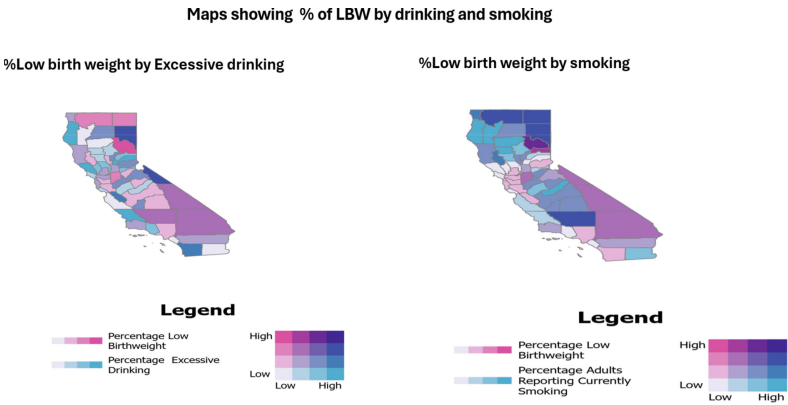 Maps showing % of LBW by drinking and smoking
%Low birth weight by Excessive drinking
%Low birth weight by smoking
Legend
Percentage Low
Birthweight
Percentage Excessive
Drinking
High
Low
Low High
Legend
Percentage Low
Birthweight
Percentage Adults
Reporting Currently
Smoking
High
Low
Low High